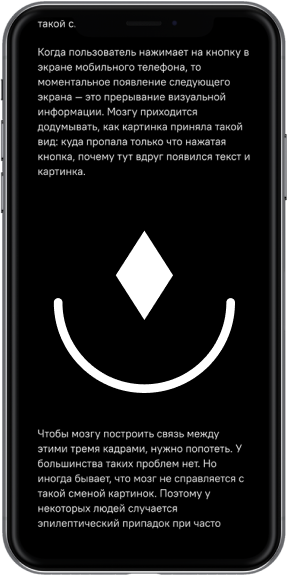 такой с.
Когда пользователь нажимает на кнопку в
экране мобильного телефона, то
моментальное появление следующего
экрана — это прерывание визуальной
информации. Мозгу приходится
додумывать, как картинка приняла такой
вид: куда пропала только что нажатая
кнопка, почему тут вдруг появился текст и
картинка.
Чтобы мозгу построить связь между
этими тремя кадрами, нужно попотеть. У
большинства таких проблем нет. Но
иногда бывает, что мозг не справляется с
такой сменой картинок. Поэтому у
некоторых людей случается
эпилептический припадок при часто